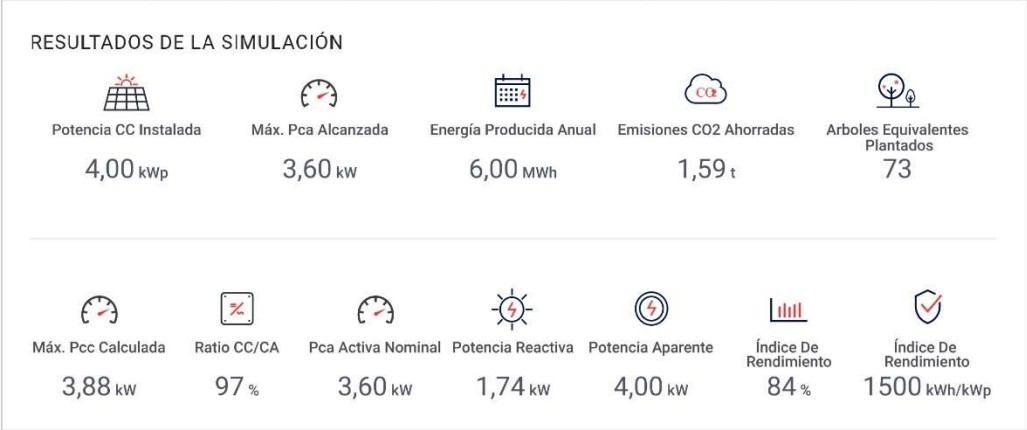 RESULTADOS DE LA SIMULACIÓN
CO2
Potencia CC Instalada
4,00 kWp
Máx. Pca Alcanzada
3,60 kW
Energía Producida Anual
6,00 MWh
Emisiones CO2 Ahorradas
1,59 t
Arboles Equivalentes
Plantados
73
Máx. Pcc Calculada
3,88 kW
Ratio CC/CA
97 %
Pca Activa Nominal
3,60 kW
Potencia Reactiva
1,74 kW
Potencia Aparente
4,00 kW
Índice De
Rendimiento
84 %
Índice De
Rendimiento
1500 kWh/kWp